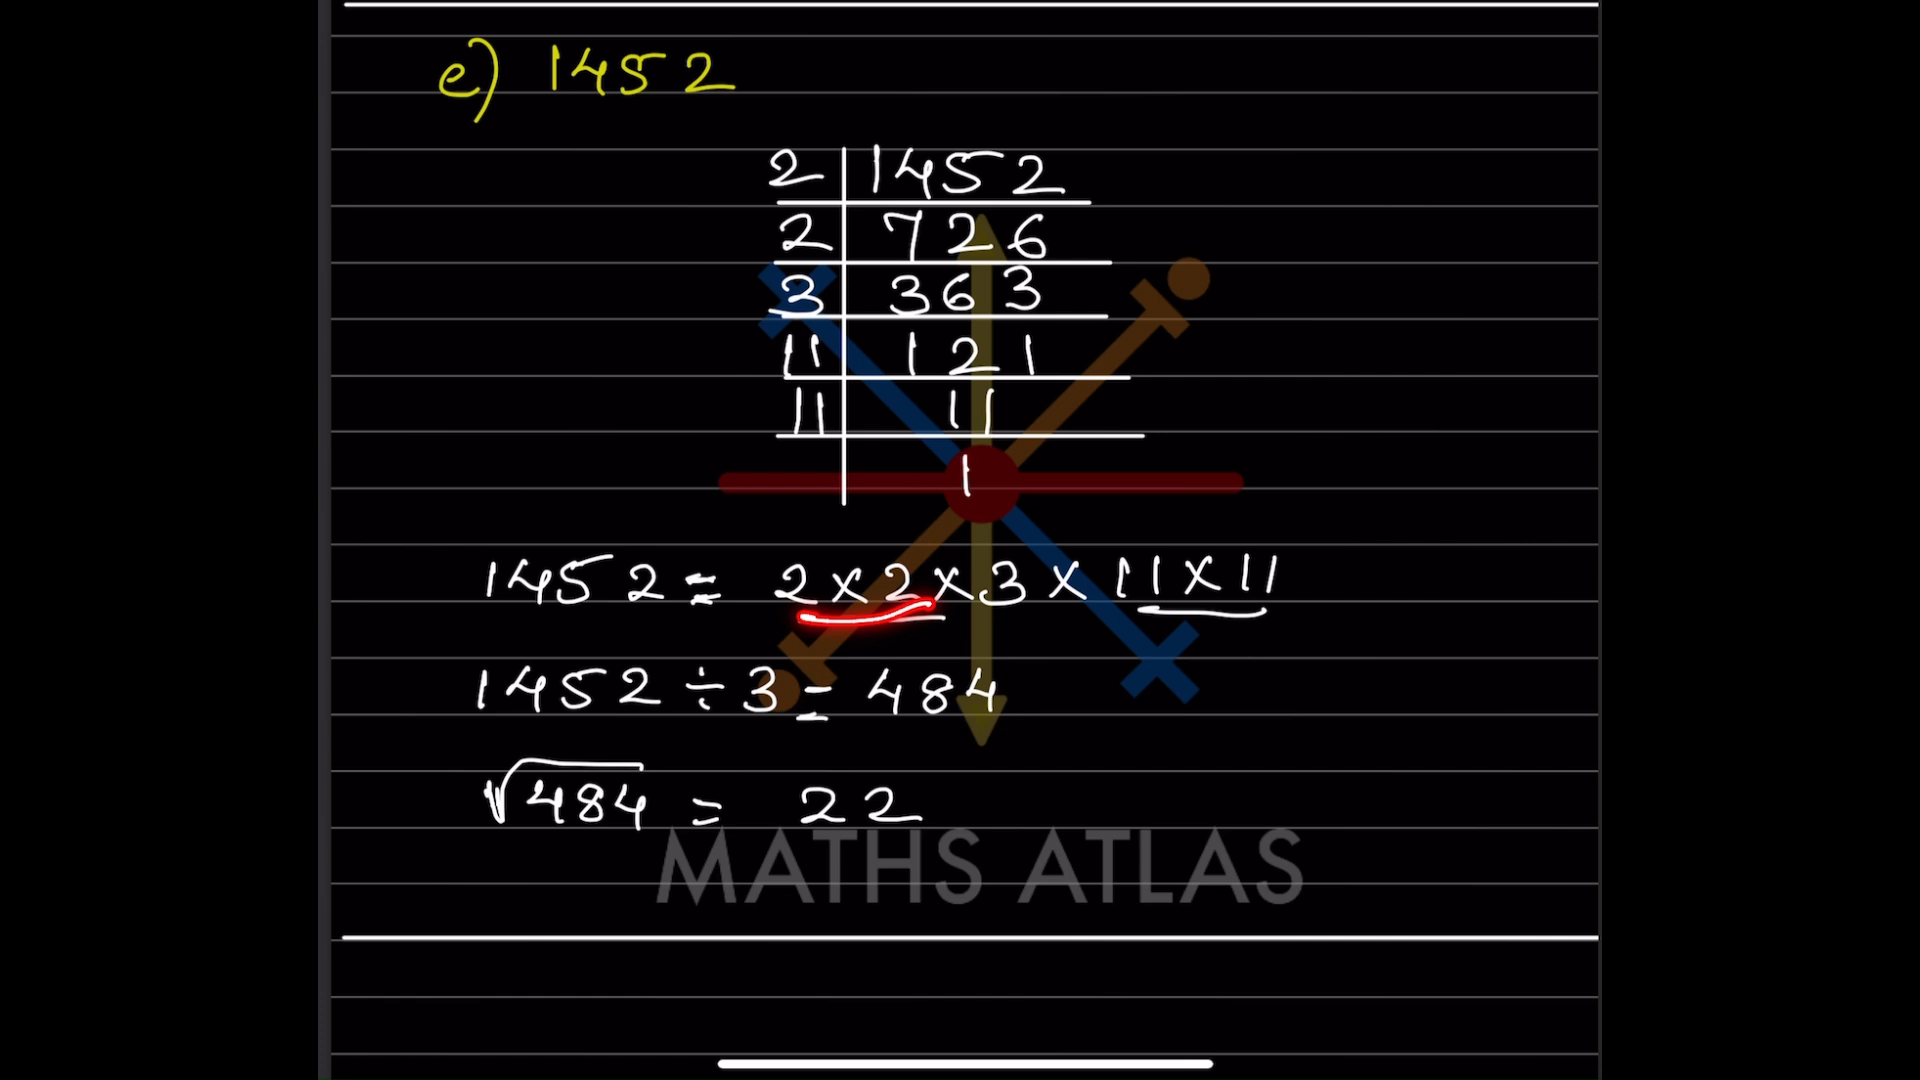 e) 1452
2 | 1452
2 | 726
3 | 363
11 | 121
11 | 11
1
1452 = 2×2×3×11×11
1452 ÷ 3 = 484
√484 = 22
MATHS ATLAS